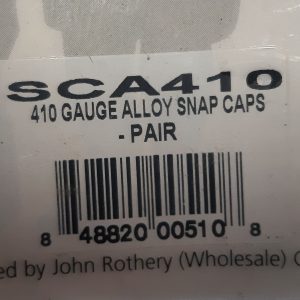 SCA410
410 GAUGE ALLOY SNAP CAPS
- PAIR
8 48820 00510 8
ed by John Rothery (Wholesale) C